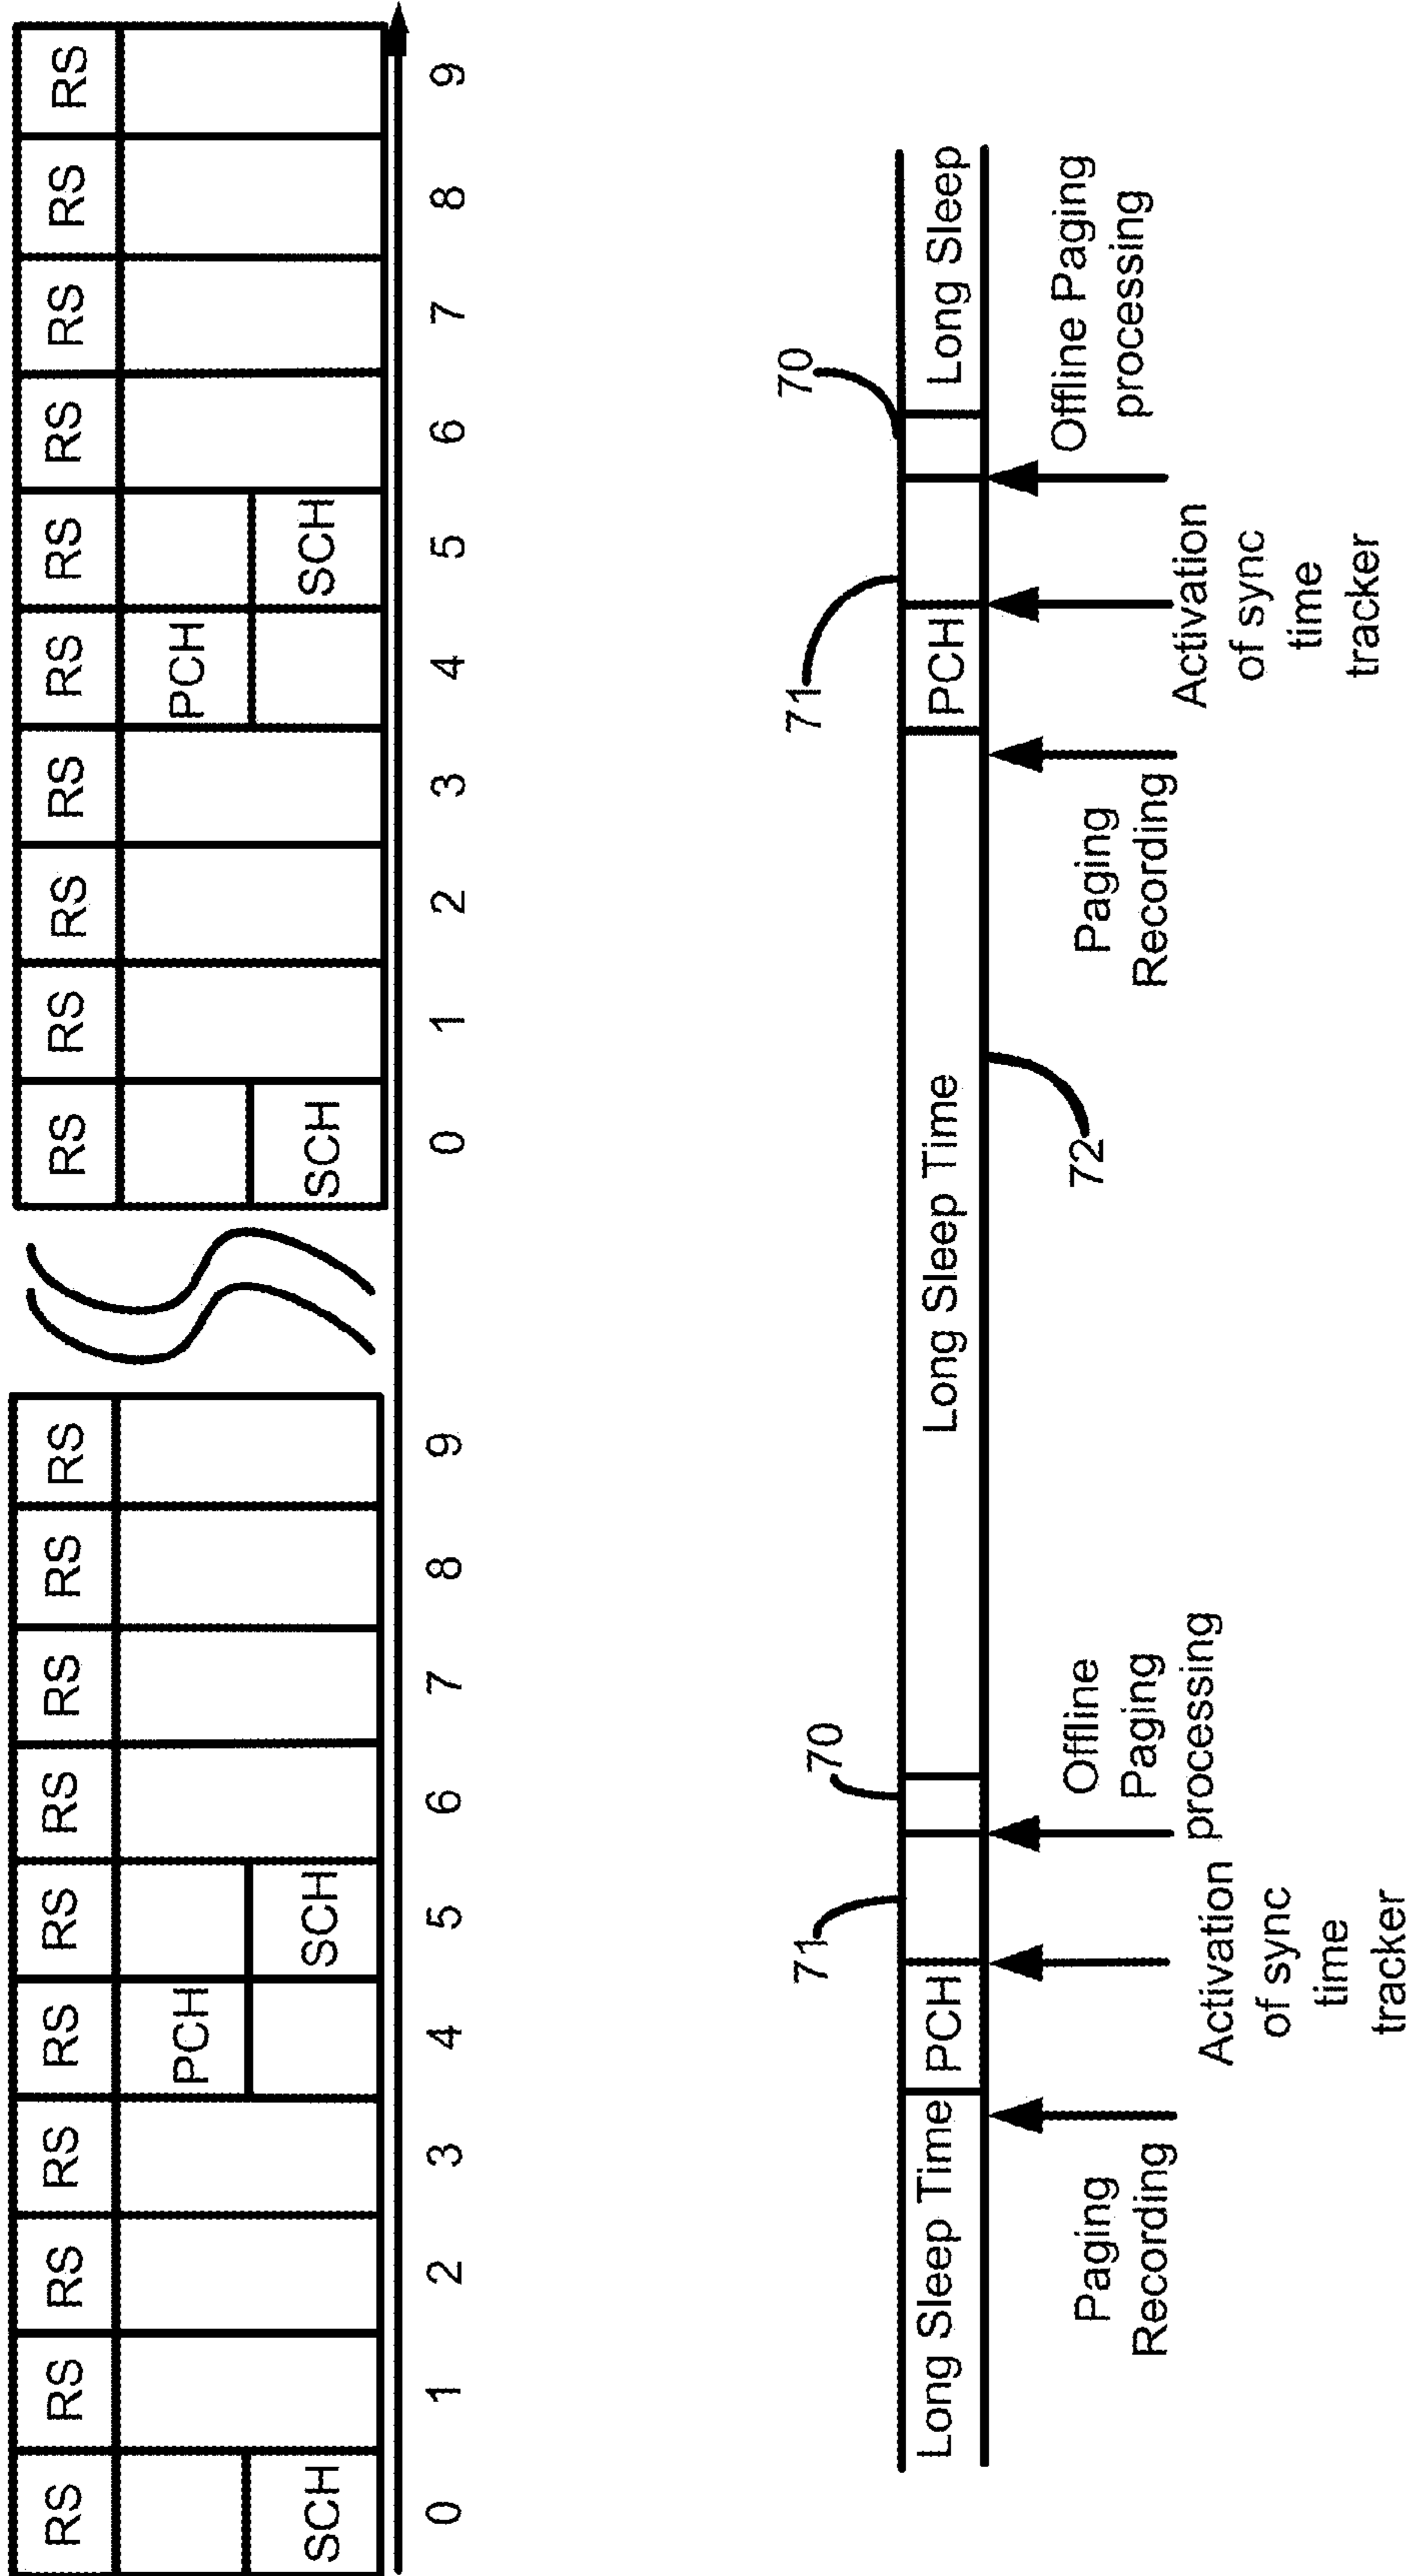 RS RS RS RS RS RS RS RS RS RS
PCH
SCH SCH
0 1 2 3 4 5 6 7 8 9
RS RS RS RS RS RS RS RS RS RS
PCH
SCH SCH
0 1 2 3 4 5 6 7 8 9
71 70
71 70
Long Sleep Time PCH Long Sleep Time PCH Long Sleep
72
Paging
Recording
Activation
of sync
time
tracker
Offline
Paging
processing
Paging
Recording
Activation
of sync
time
tracker
Offline Paging
processing